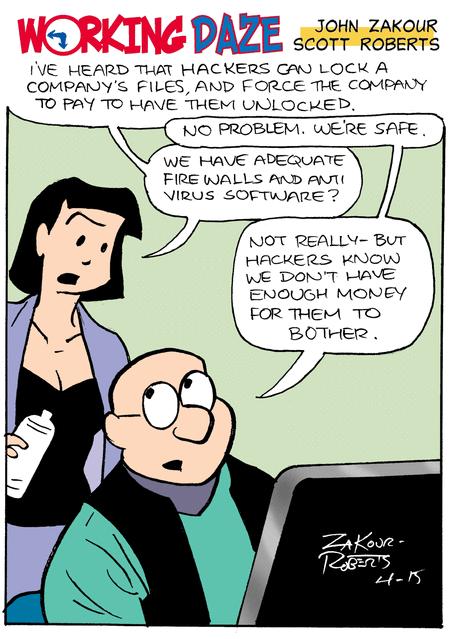 WORKING DAZE
JOHN ZAKOUR
SCOTT ROBERTS
I'VE HEARD THAT HACKERS CAN LOCK A
COMPANY'S FILES, AND FORCE THE COMPANY
TO PAY TO HAVE THEM UNLOCKED.
NO PROBLEM. WE'RE SAFE.
WE HAVE ADEQUATE
FIRE WALLS AND ANTI
VIRUS SOFTWARE?
NOT REALLY- BUT
HACKERS KNOW
WE DON'T HAVE
ENOUGH MONEY
FOR THEM TO
BOTHER.
ZAKOUR-
ROBERTS
4-15